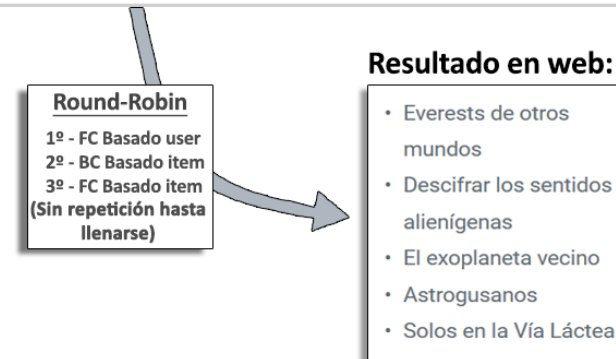 Round-Robin
1º - FC Basado user
2º - BC Basado item
3º - FC Basado item
(Sin repetición hasta
llenarse)
Resultado en web:
• Everests de otros
mundos
• Descifrar los sentidos
alienígenas
• El exoplaneta vecino
• Astrogusanos
• Solos en la Vía Láctea